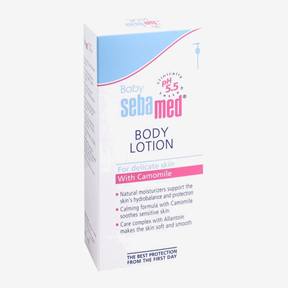 Baby
clinically tested
pH
5.5
sebamed®
BODY
LOTION
For delicate skin
With Camomile
• Natural moisturizers support the
skin's hydrobalance and protection
• Calming formula with Camomile
soothes sensitive skin
• Care complex with Allantoin
makes the skin soft and smooth
THE BEST PROTECTION
FROM THE FIRST DAY